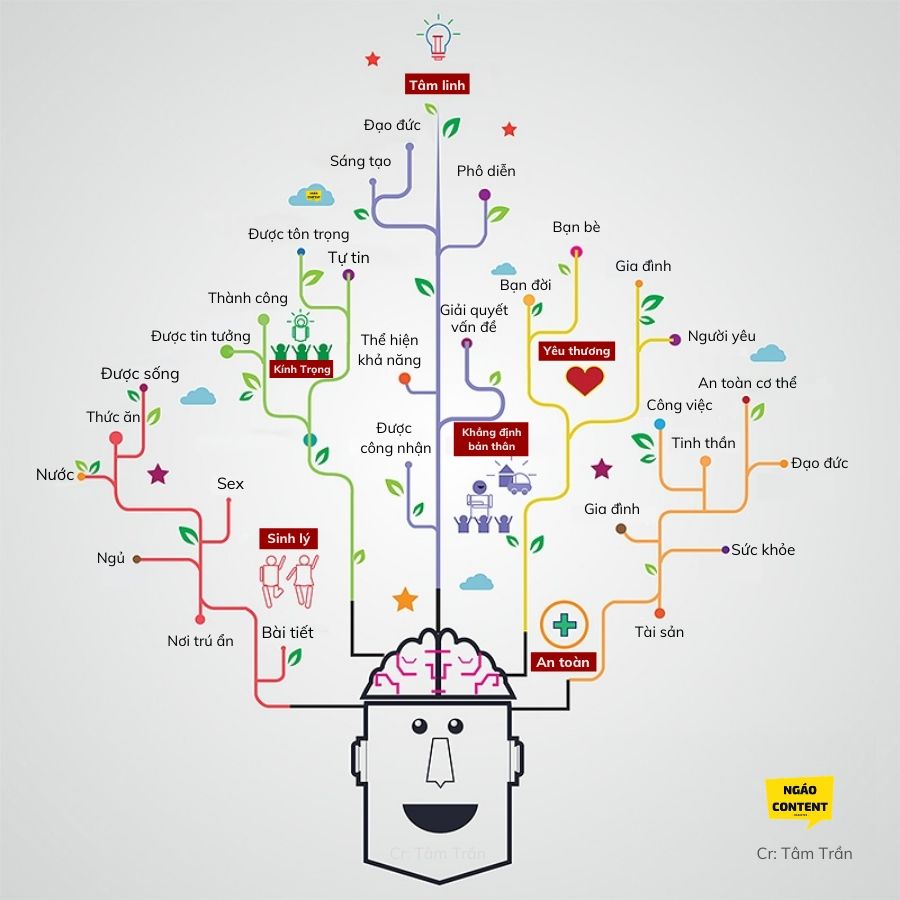 Tâm linh
Đạo đức
Sáng tạo
Phô diễn
Được tôn trọng
Tự tin
Bạn bè
Gia đình
Bạn đời
Thành công
Được tin tưởng
Thể hiện
khả năng
Giải quyết
vấn đề
Người yêu
Yêu thương
Kính Trọng
Được sống
Thức ăn
Nước
Sex
Ngủ
Sinh lý
Nơi trú ẩn
Bài tiết
Được
công nhận
Khẳng định
bản thân
An toàn cơ thể
Công việc
Tinh thần
Đạo đức
Gia đình
Sức khỏe
Tài sản
An toàn
NGÁO
CONTENT
Cr: Tâm Trần
Cr: Tâm Trần